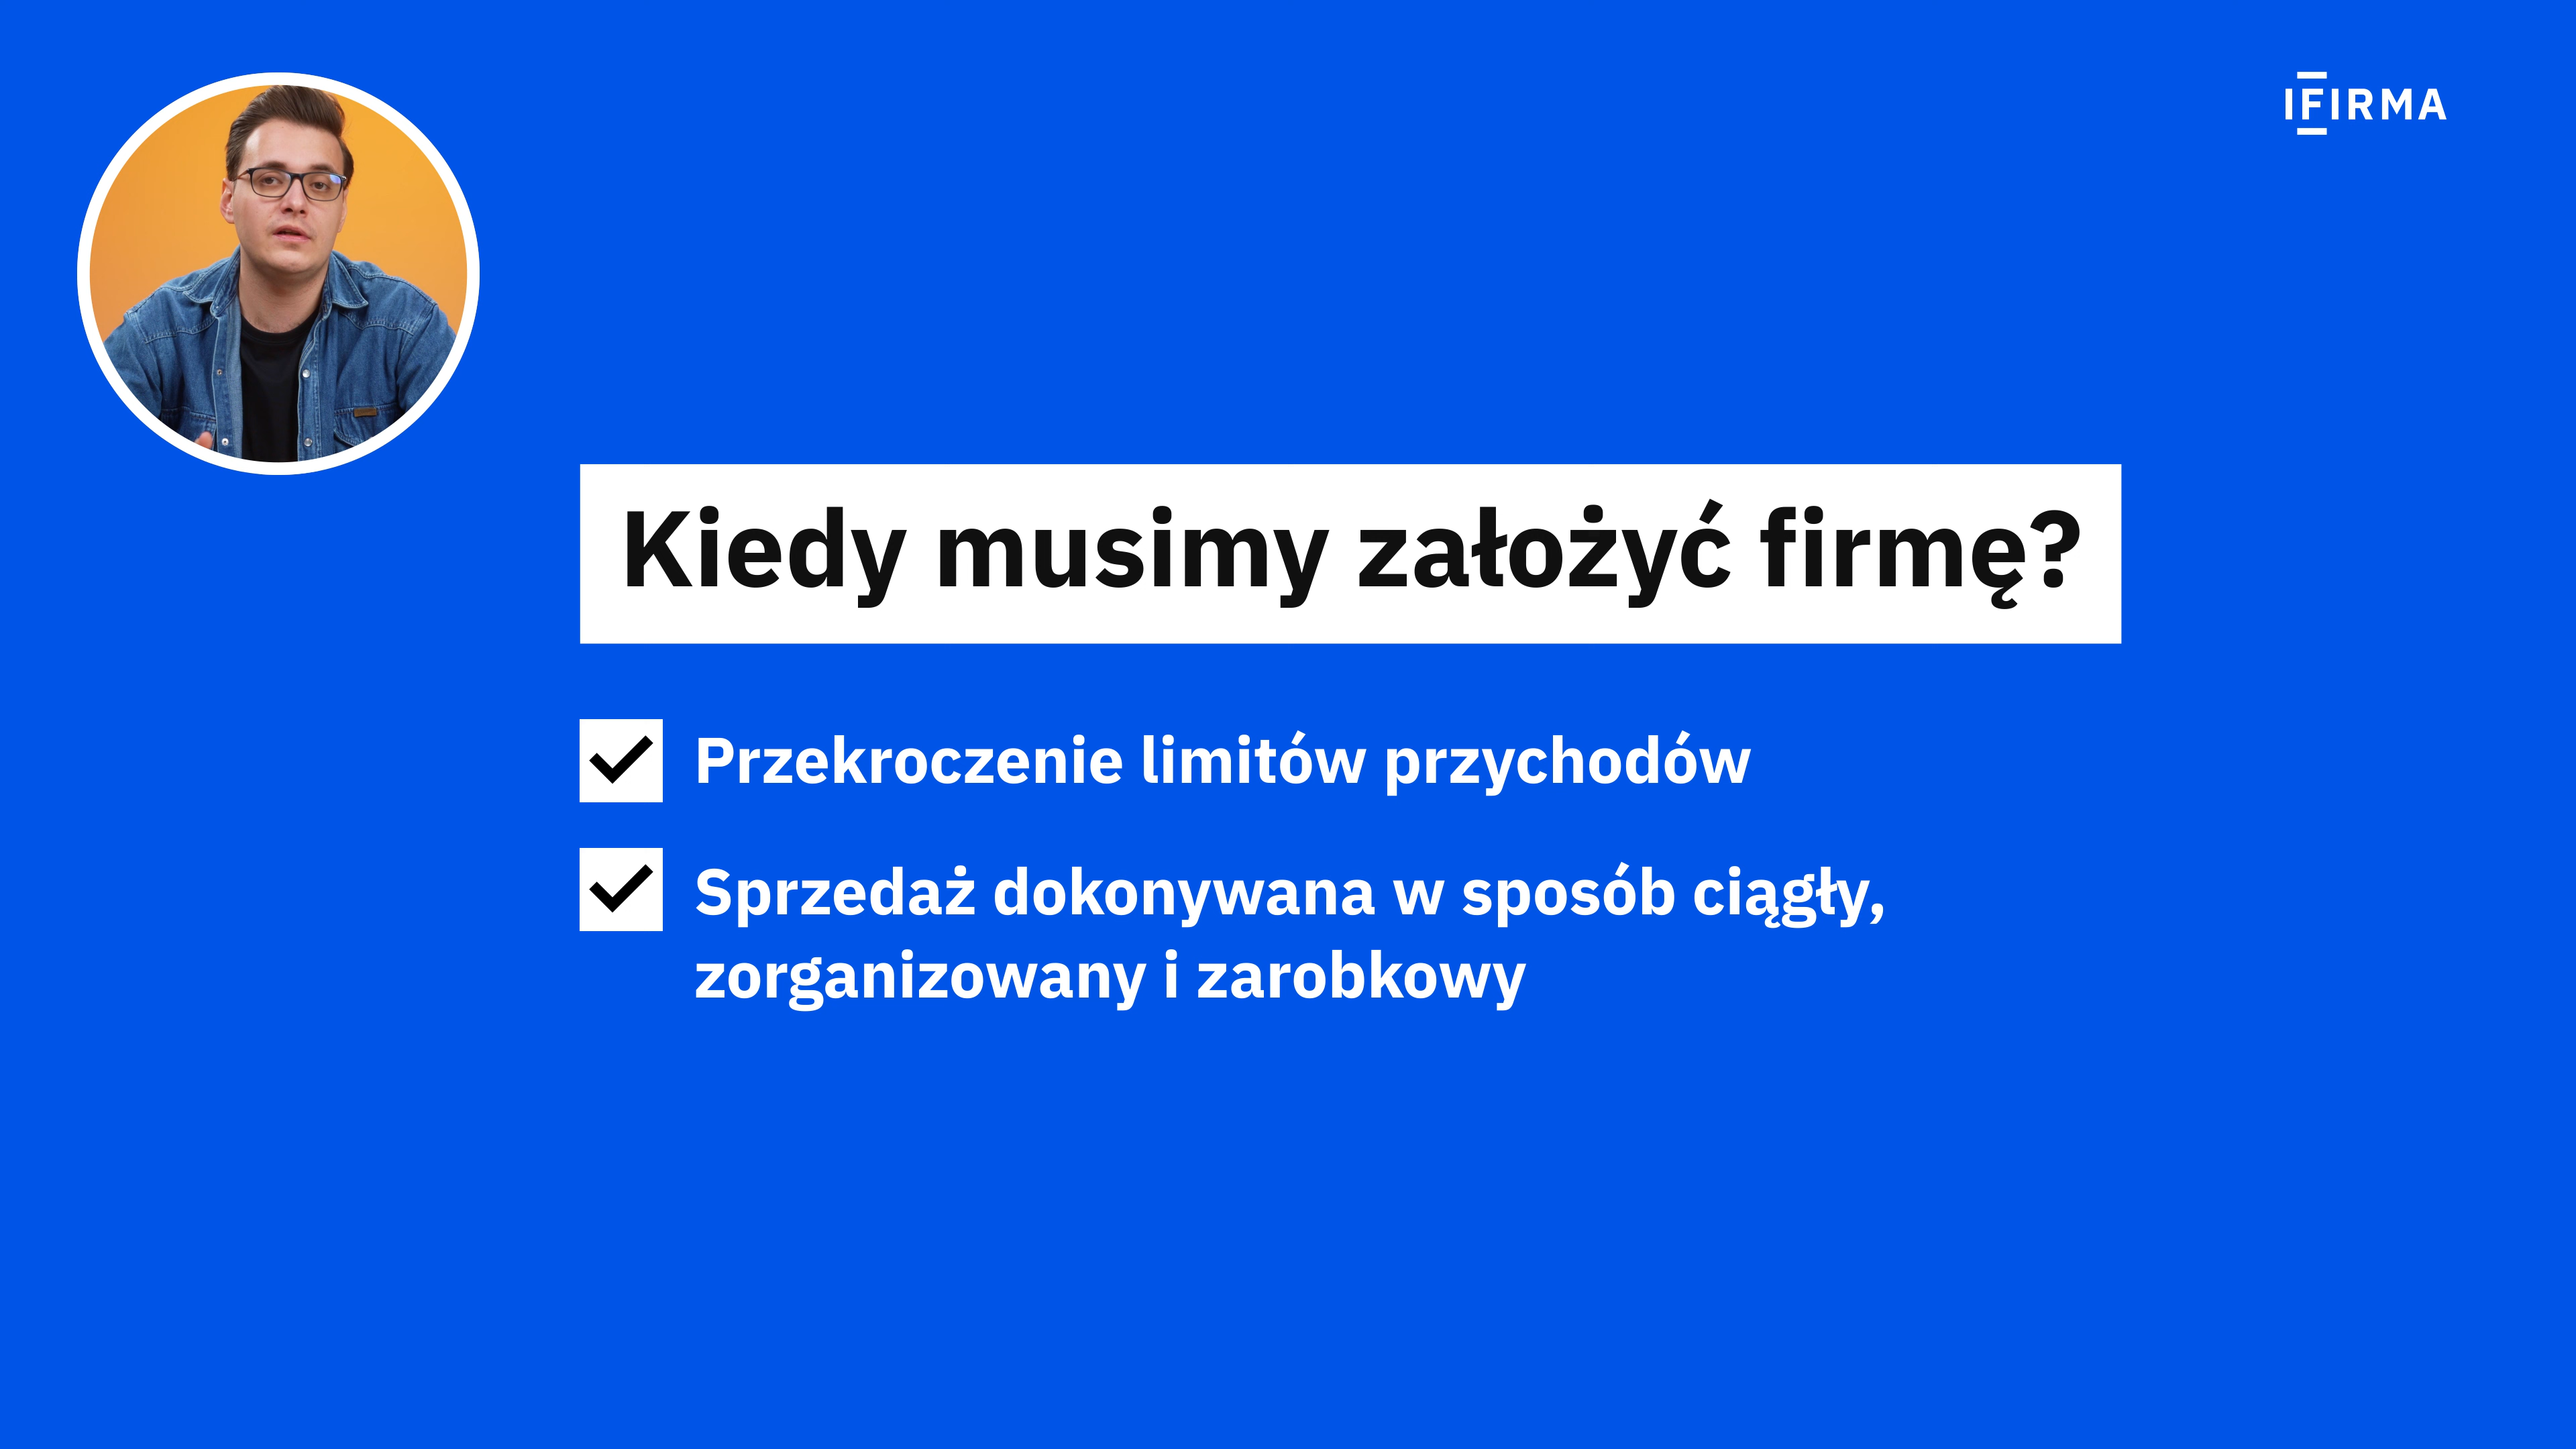 IFIRMA
Kiedy musimy założyć firmę?
Przekroczenie limitów przychodów
Sprzedaż dokonywana w sposób ciągły,
zorganizowany i zarobkowy